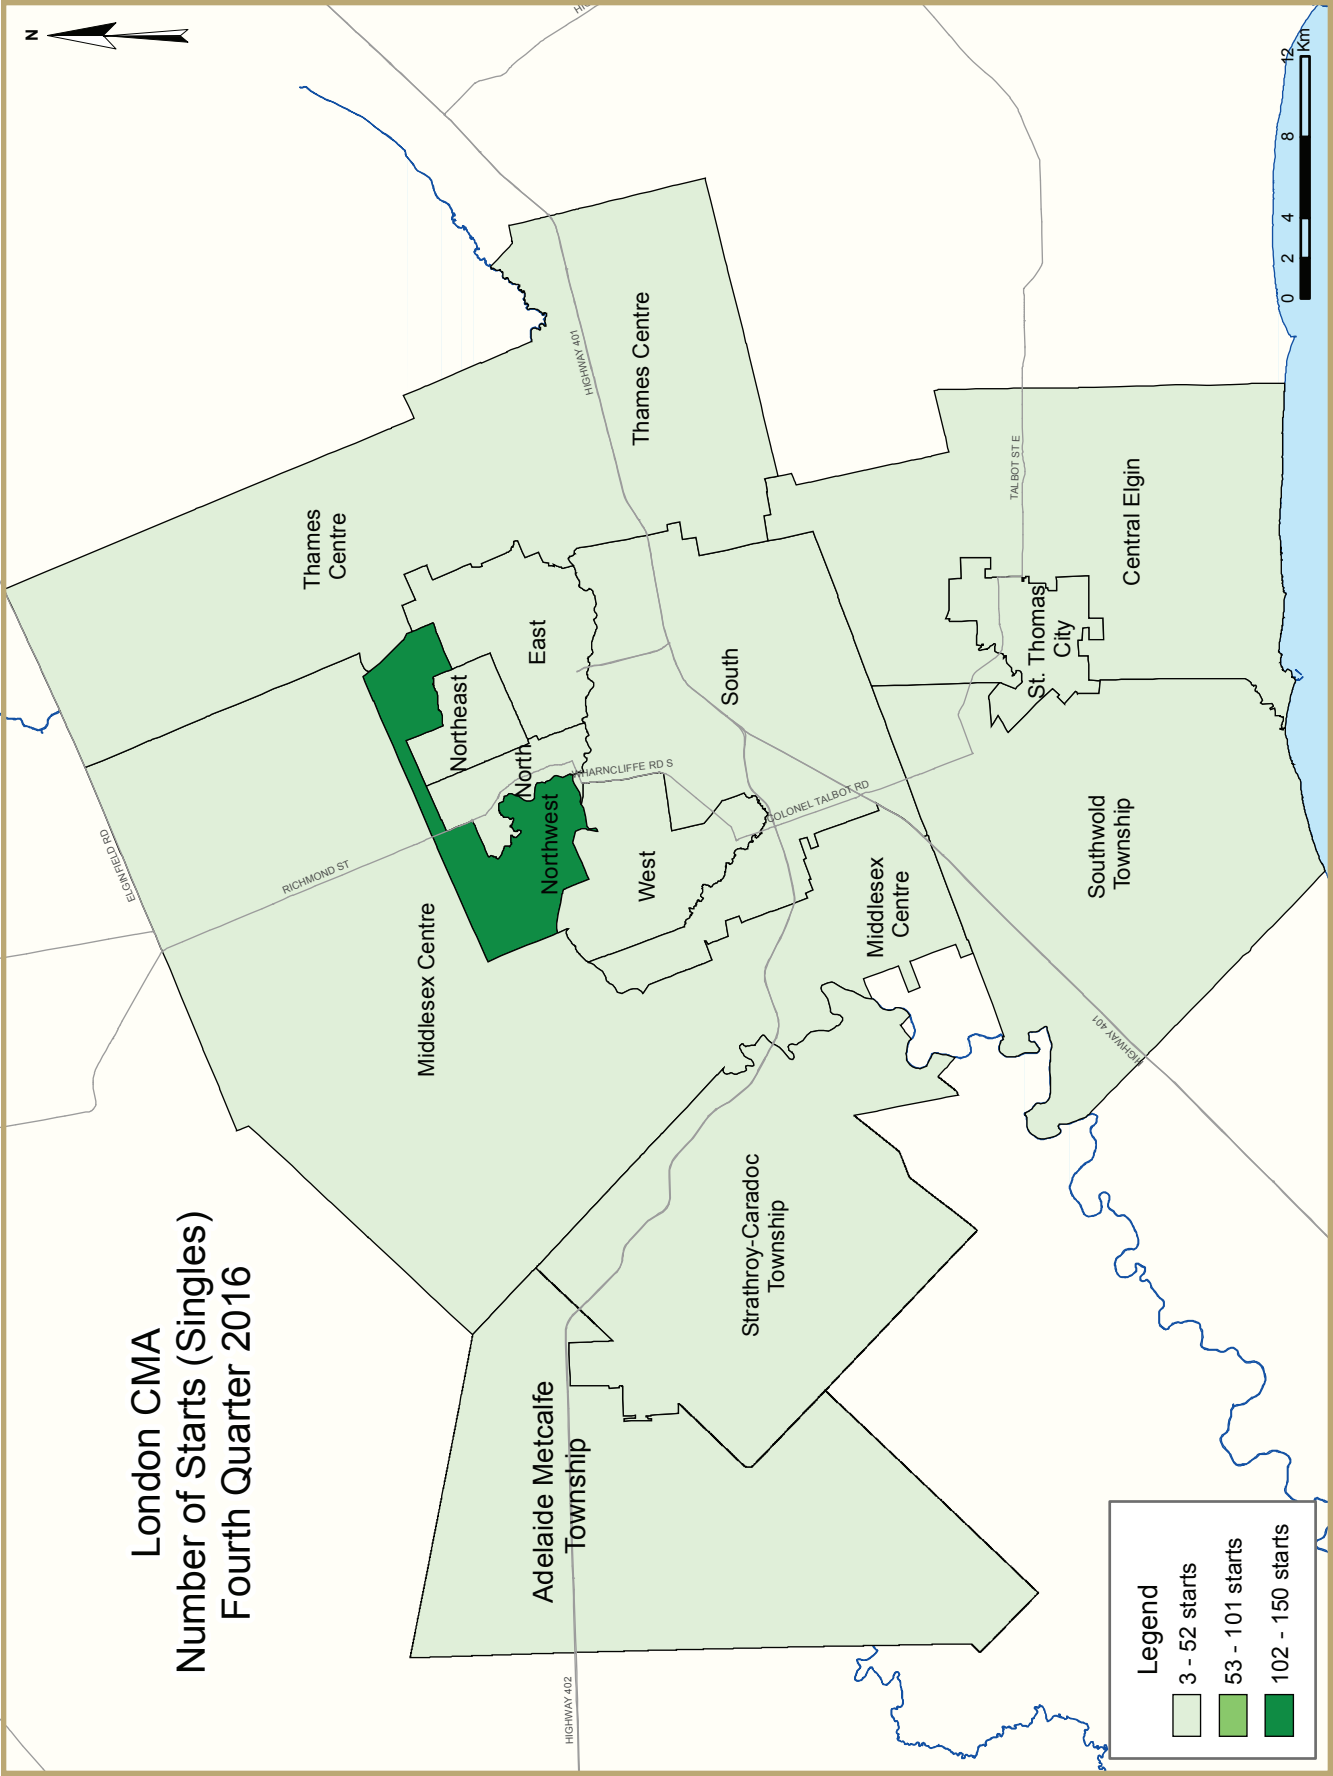 London CMA
Number of Starts (Singles)
Fourth Quarter 2016
N
ELGINFIELD RD
RICHMOND ST
Middlesex Centre
Thames
Centre
Thames Centre
HIGHWAY 401
East
Northeast
North
Northwest
West
South
WHARNCLIFFE RD S
COLONEL TALBOT RD
Middlesex
Centre
Adelaide Metcalfe
Township
HIGHWAY 402
Strathroy-Caradoc
Township
Southwold
Township
HIGHWAY 401
St. Thomas
City
TALBOT ST E
Central Elgin
Legend
3 - 52 starts
53 - 101 starts
102 - 150 starts
0 2 4 8 12
Km